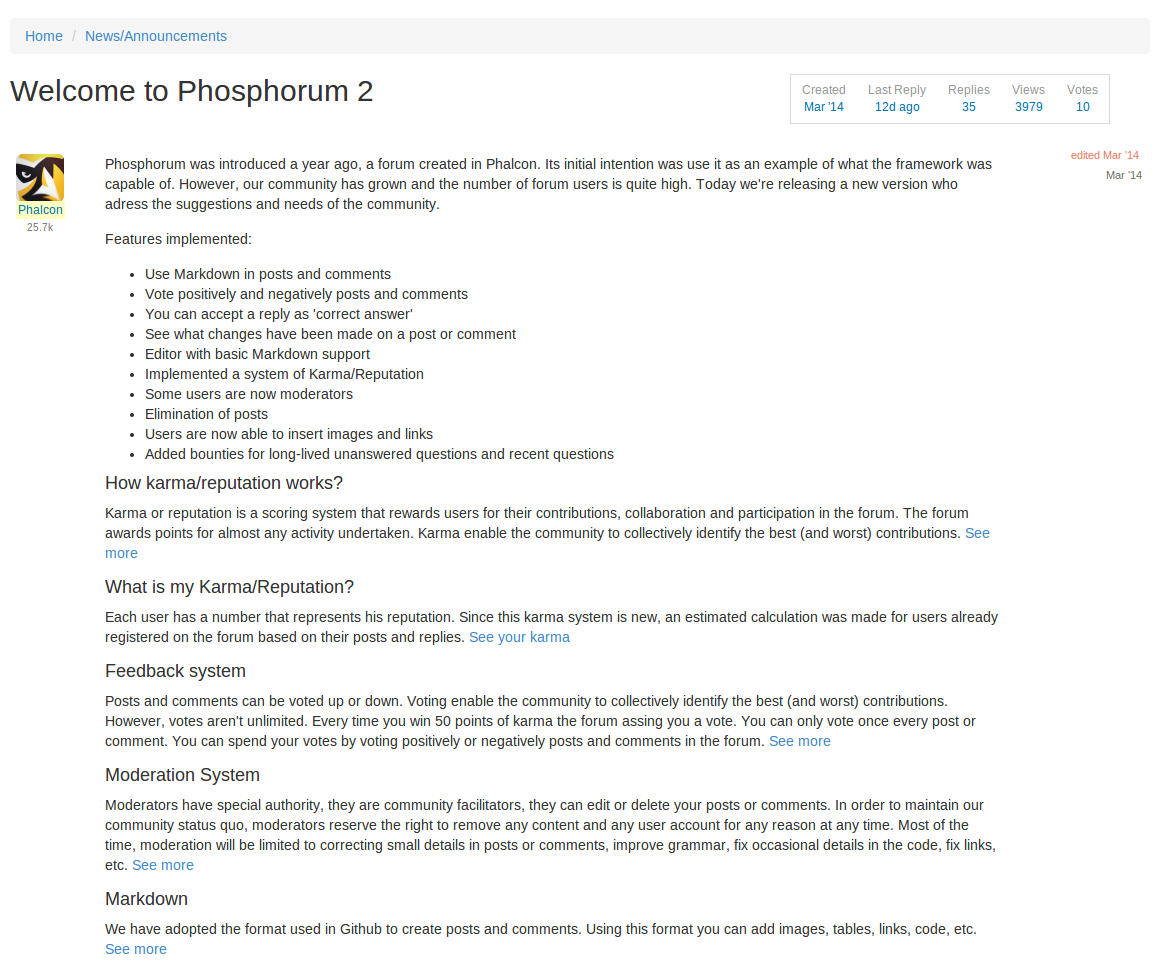 Home / News/Announcements
Welcome to Phosphorum 2
Created Last Reply Replies Views Votes
Mar '14 12d ago 35 3979 10
edited Mar '14
Mar '14
Phalcon
25.7k
Phosphorum was introduced a year ago, a forum created in Phalcon. Its initial intention was use it as an example of what the framework was
capable of. However, our community has grown and the number of forum users is quite high. Today we're releasing a new version who
adress the suggestions and needs of the community.
Features implemented:
• Use Markdown in posts and comments
• Vote positively and negatively posts and comments
• You can accept a reply as 'correct answer'
• See what changes have been made on a post or comment
• Editor with basic Markdown support
• Implemented a system of Karma/Reputation
• Some users are now moderators
• Elimination of posts
• Users are now able to insert images and links
• Added bounties for long-lived unanswered questions and recent questions
How karma/reputation works?
Karma or reputation is a scoring system that rewards users for their contributions, collaboration and participation in the forum. The forum
awards points for almost any activity undertaken. Karma enable the community to collectively identify the best (and worst) contributions. See
more
What is my Karma/Reputation?
Each user has a number that represents his reputation. Since this karma system is new, an estimated calculation was made for users already
registered on the forum based on their posts and replies. See your karma
Feedback system
Posts and comments can be voted up or down. Voting enable the community to collectively identify the best (and worst) contributions.
However, votes aren't unlimited. Every time you win 50 points of karma the forum assing you a vote. You can only vote once every post or
comment. You can spend your votes by voting positively or negatively posts and comments in the forum. See more
Moderation System
Moderators have special authority, they are community facilitators, they can edit or delete your posts or comments. In order to maintain our
community status quo, moderators reserve the right to remove any content and any user account for any reason at any time. Most of the
time, moderation will be limited to correcting small details in posts or comments, improve grammar, fix occasional details in the code, fix links,
etc. See more
Markdown
We have adopted the format used in Github to create posts and comments. Using this format you can add images, tables, links, code, etc.
See more